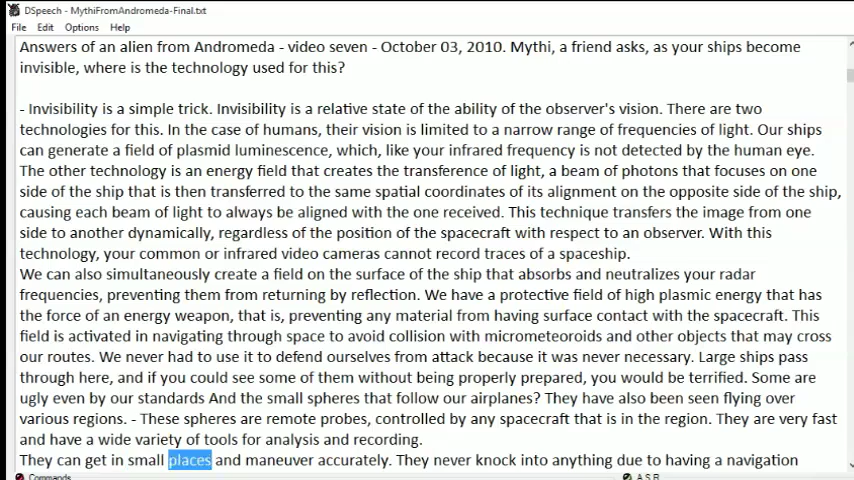 DSpeech - MythiFromAndromeda-Final.txt
File Edit Options Help
Answers of an alien from Andromeda - video seven - October 03, 2010. Mythi, a friend asks, as your ships become
invisible, where is the technology used for this?
- Invisibility is a simple trick. Invisibility is a relative state of the ability of the observer's vision. There are two
technologies for this. In the case of humans, their vision is limited to a narrow range of frequencies of light. Our ships
can generate a field of plasmid luminescence, which, like your infrared frequency is not detected by the human eye.
The other technology is an energy field that creates the transference of light, a beam of photons that focuses on one
side of the ship that is then transferred to the same spatial coordinates of its alignment on the opposite side of the ship,
causing each beam of light to always be aligned with the one received. This technique transfers the image from one
side to another dynamically, regardless of the position of the spacecraft with respect to an observer. With this
technology, your common or infrared video cameras cannot record traces of a spaceship.
We can also simultaneously create a field on the surface of the ship that absorbs and neutralizes your radar
frequencies, preventing them from returning by reflection. We have a protective field of high plasmic energy that has
the force of an energy weapon, that is, preventing any material from having surface contact with the spacecraft. This
field is activated in navigating through space to avoid collision with micrometeoroids and other objects that may cross
our routes. We never had to use it to defend ourselves from attack because it was never necessary. Large ships pass
through here, and if you could see some of them without being properly prepared, you would be terrified. Some are
ugly even by our standards And the small spheres that follow our airplanes? They have also been seen flying over
various regions. - These spheres are remote probes, controlled by any spacecraft that is in the region. They are very fast
and have a wide variety of tools for analysis and recording.
They can get in small places and maneuver accurately. They never knock into anything due to having a navigation
Commands A.S.R